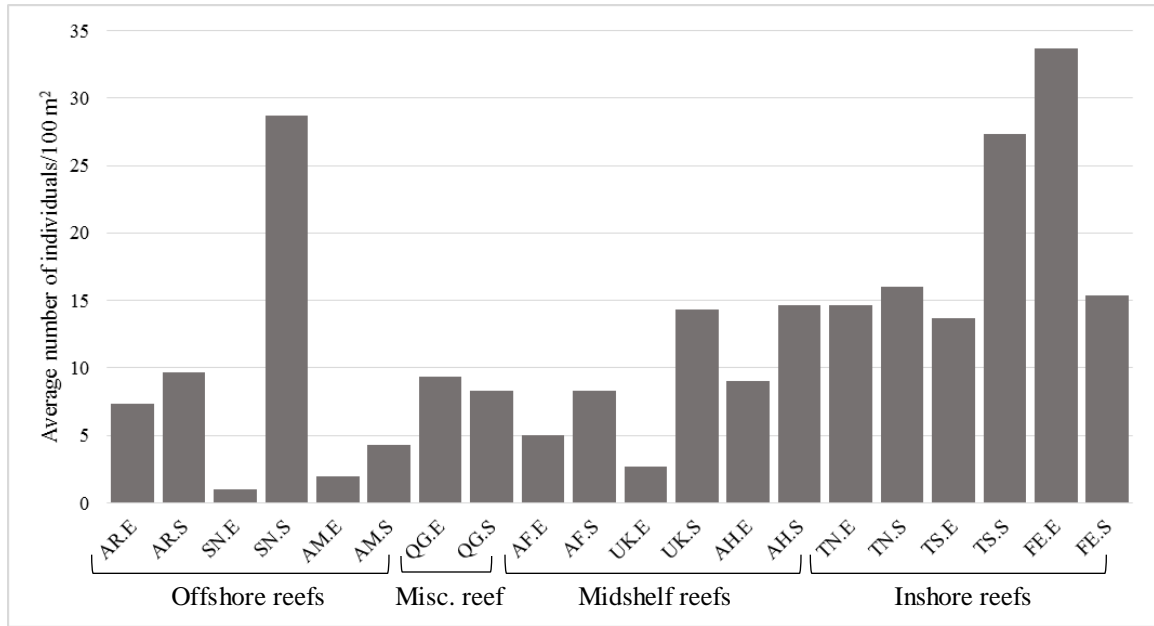 Average number of individuals/100 m²
35
30
25
20
15
10
5
0
AR.E
AR.S
SN.E
SN.S
AM.E
AM.S
QG.E
QG.S
AF.E
AF.S
UK.E
UK.S
AH.E
AH.S
TN.E
TN.S
TS.E
TS.S
FE.E
FE.S
Offshore reefs
Misc. reef
Midshelf reefs
Inshore reefs